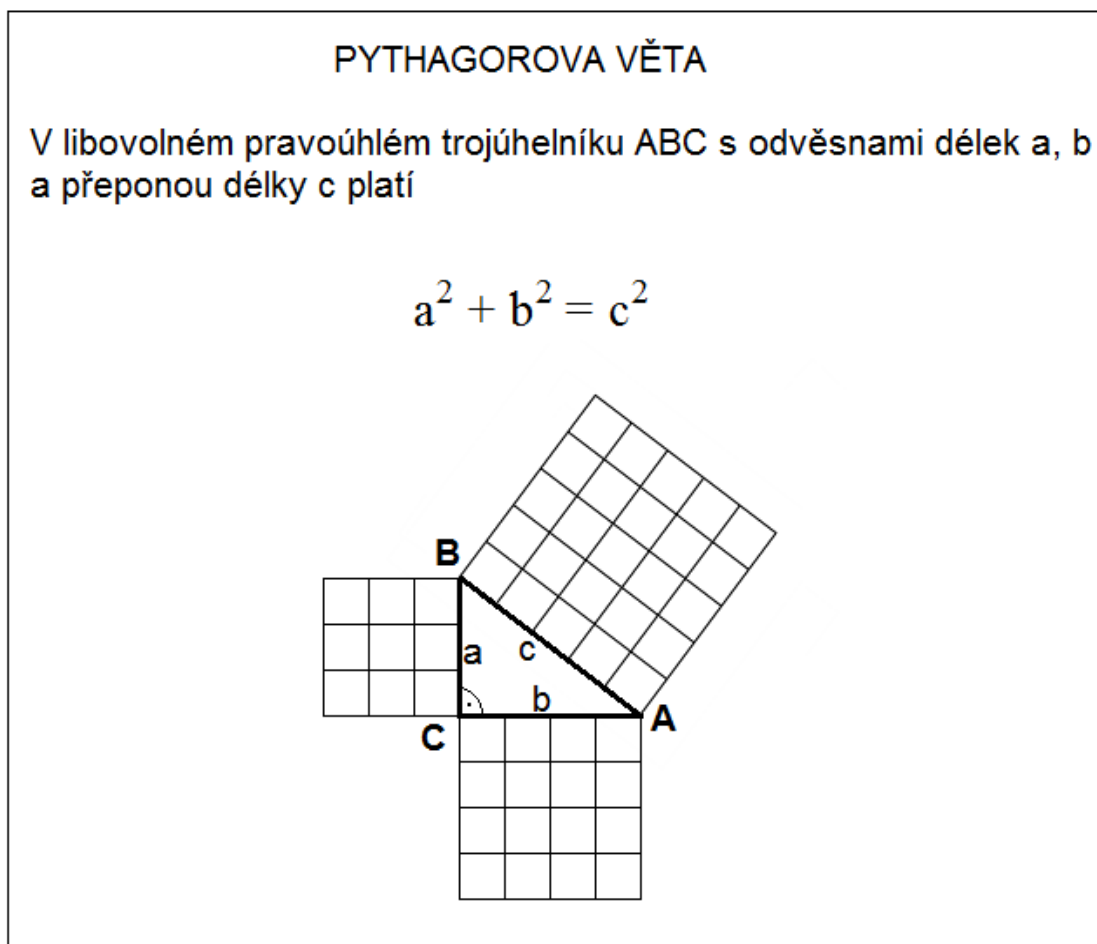 PYTHAGOROVA VĚTA
V libovolném pravoúhlém trojúhelníku ABC s odvěsnami délek a, b
a přeponou délky c platí
a² + b² = c²
B
a
c
b
C
A